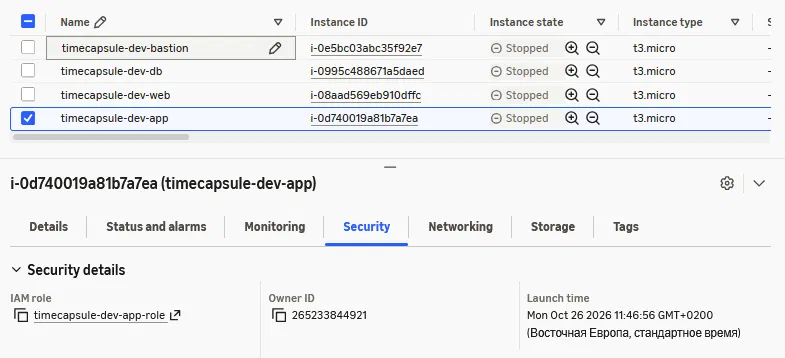 Name Instance ID Instance state Instance type S
timecapsule-dev-bastion i-0e5bc03abc35f92e7 Stopped t3.micro -
timecapsule-dev-db i-0995c488671a5daed Stopped t3.micro -
timecapsule-dev-web i-08aad569eb910dffc Stopped t3.micro -
timecapsule-dev-app i-0d740019a81b7a7ea Stopped t3.micro -
i-0d740019a81b7a7ea (timecapsule-dev-app)
Details Status and alarms Monitoring Security Networking Storage Tags
Security details
IAM role Owner ID Launch time
timecapsule-dev-app-role 265233844921 Mon Oct 26 2026 11:46:56 GMT+0200
(Восточная Европа, стандартное время)